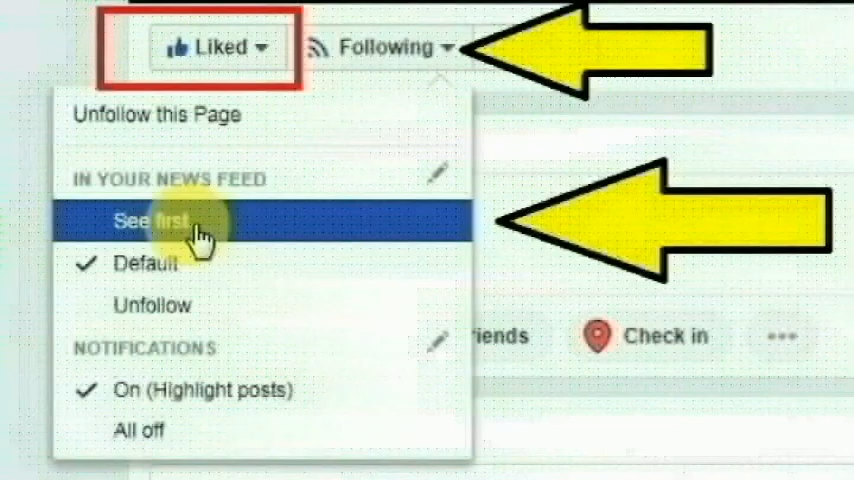 Liked Following
Unfollow this Page
IN YOUR NEWS FEED
See first
Default
Unfollow
riends Check in
NOTIFICATIONS
On (Highlight posts)
All off